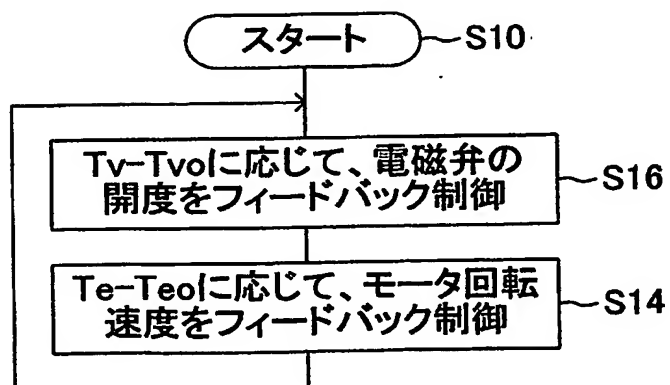 スタート
S10
Tv-Tvoに応じて、電磁弁の
開度をフィードバック制御
S16
Te-Teoに応じて、モータ回転
速度をフィードバック制御
S14